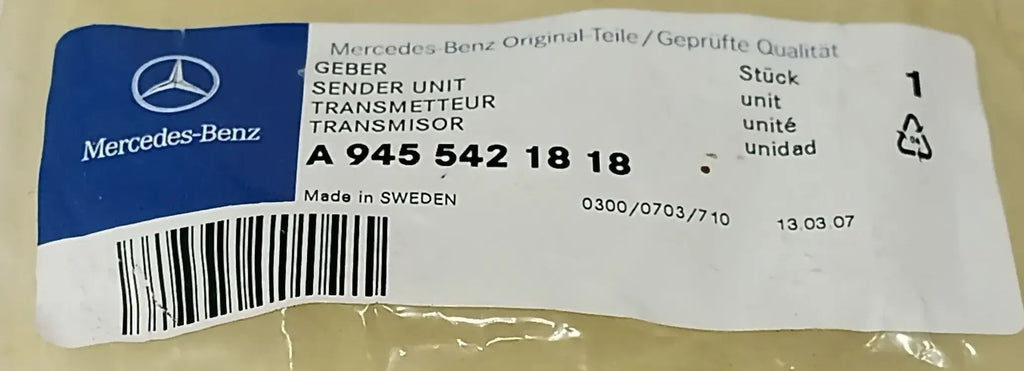 Mercedes-Benz
Mercedes-Benz Original-Teile/Geprüfte Qualität
GEBER
SENDER UNIT
TRANSMETTEUR
TRANSMISOR
A 945 542 18 18
Made in SWEDEN
0300/0703/710
13.03.07
Stück
unit
unité
unidad
1
04